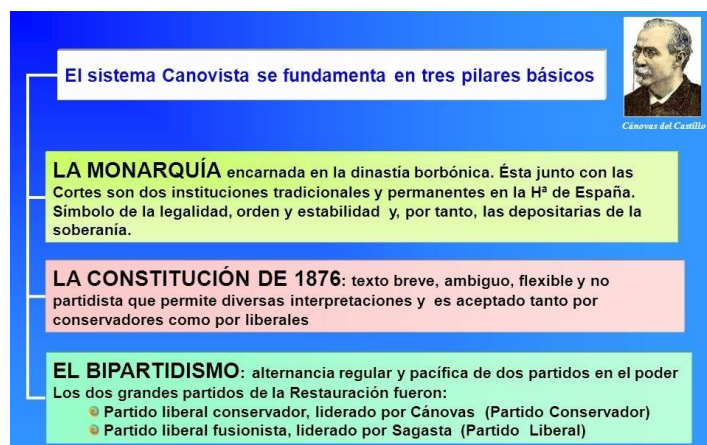 El sistema Canovista se fundamenta en tres pilares básicos
Cánovas del Castillo
LA MONARQUÍA encarnada en la dinastía borbónica. Ésta junto con las
Cortes son dos instituciones tradicionales y permanentes en la Hª de España.
Símbolo de la legalidad, orden y estabilidad y, por tanto, las depositarias de la
soberanía.
LA CONSTITUCIÓN DE 1876: texto breve, ambiguo, flexible y no
partidista que permite diversas interpretaciones y es aceptado tanto por
conservadores como por liberales
EL BIPARTIDISMO: alternancia regular y pacífica de dos partidos en el poder
Los dos grandes partidos de la Restauración fueron:
Partido liberal conservador, liderado por Cánovas (Partido Conservador)
Partido liberal fusionista, liderado por Sagasta (Partido Liberal)